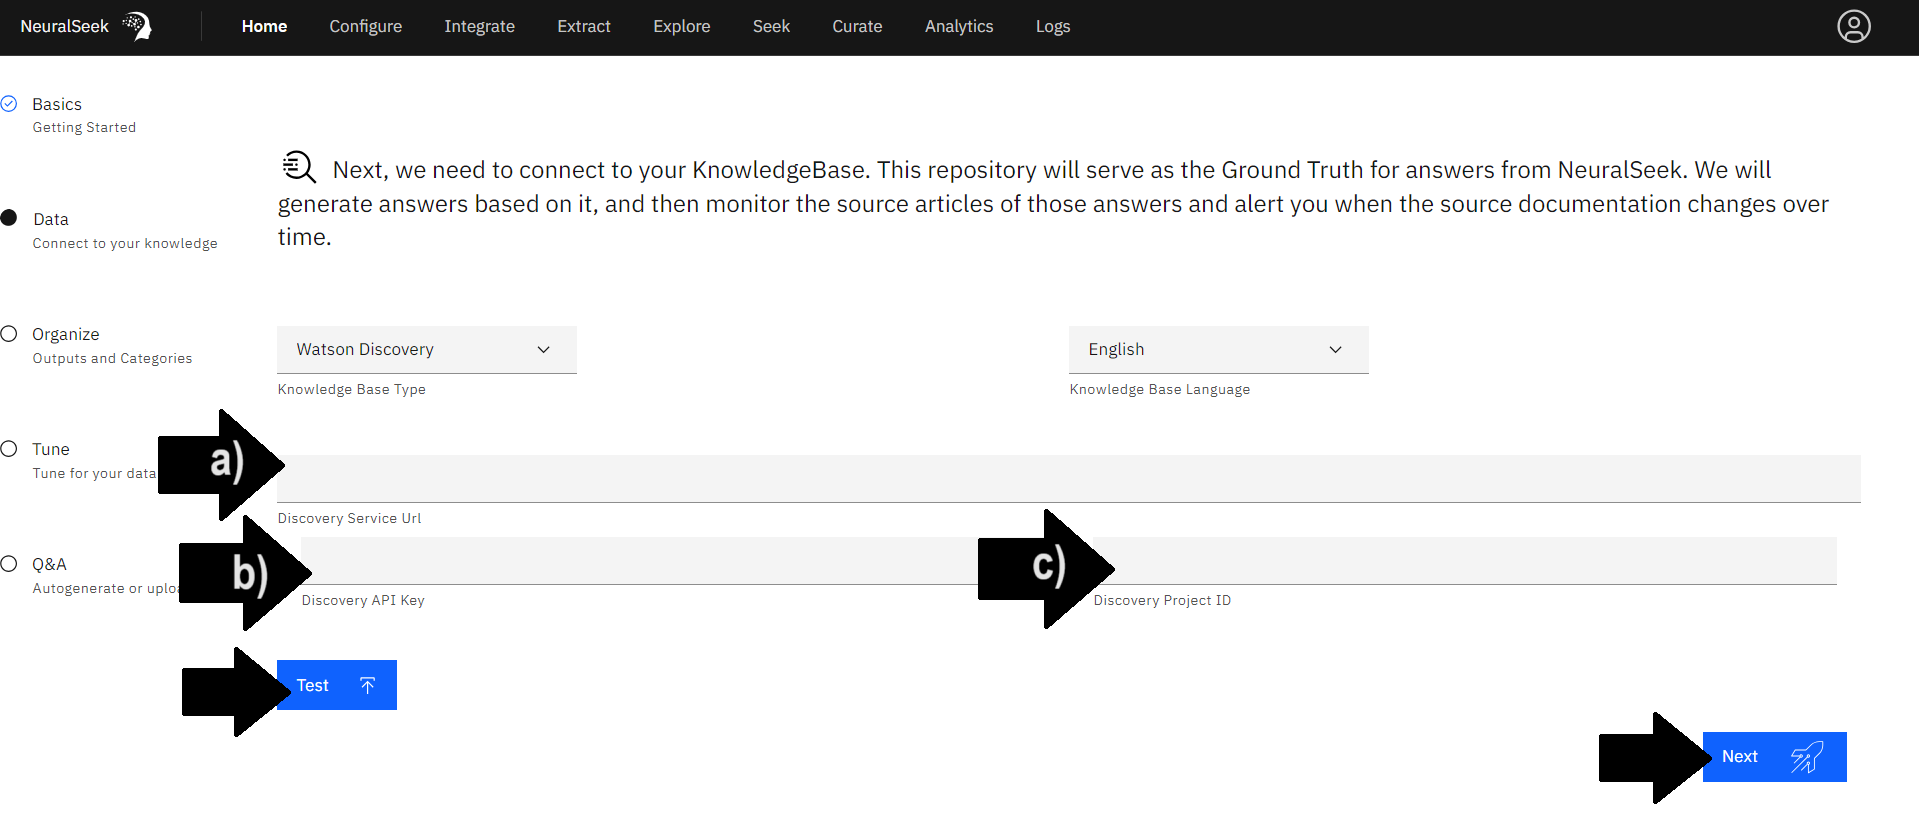 NeuralSeek Home Configure Integrate Extract Explore Seek Curate Analytics Logs
Basics
Getting Started
Next, we need to connect to your KnowledgeBase. This repository will serve as the Ground Truth for answers from NeuralSeek. We will
generate answers based on it, and then monitor the source articles of those answers and alert you when the source documentation changes over
time.
Data
Connect to your knowledge
Organize
Outputs and Categories
Watson Discovery
Knowledge Base Type
English
Knowledge Base Language
Tune
Tune for your data
a)
Discovery Service Url
Q&A
Autogenerate or
b)
Discovery API Key
c)
Discovery Project ID
Test
Next